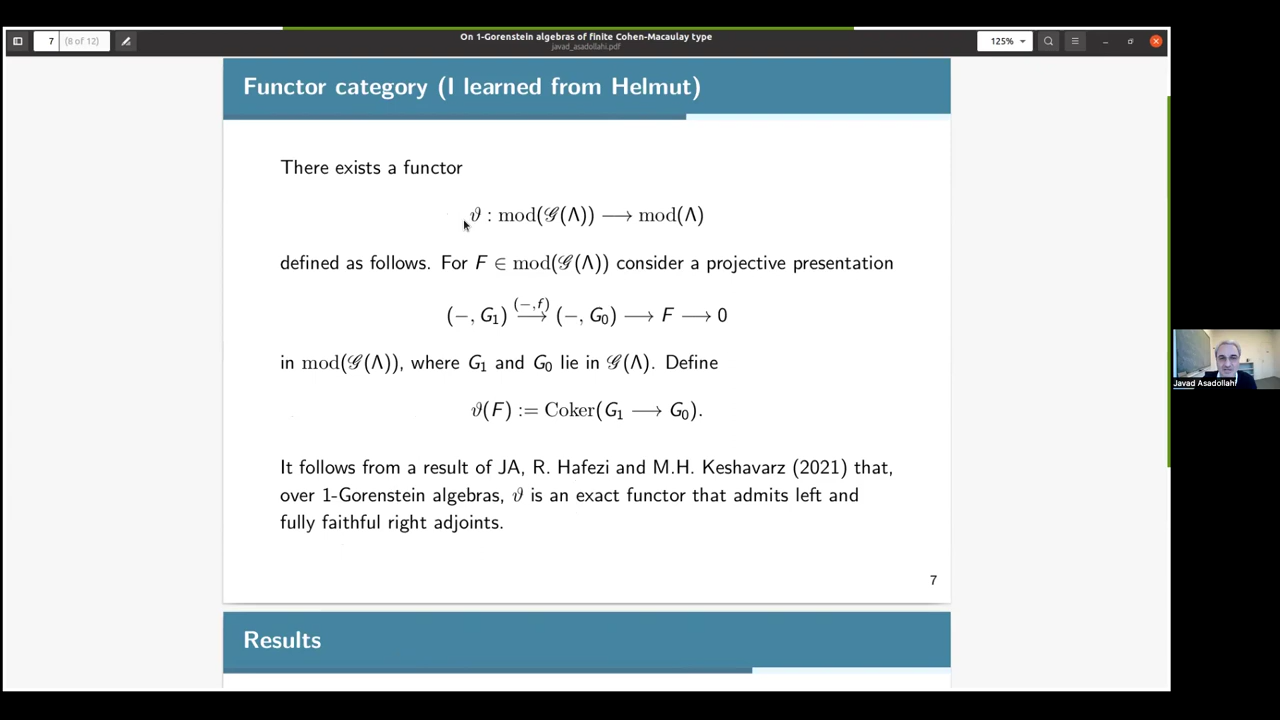 On 1-Gorenstein algebras of finite Cohen-Macaulay type
javad_asadollahi.pdf
7 (8 of 12)
125%
Functor category (I learned from Helmut)
There exists a functor
ϑ : mod(𝒢(Λ)) ⟶ mod(Λ)
defined as follows. For F ∈ mod(𝒢(Λ)) consider a projective presentation
(−, G₁) (−,f)⟶ (−, G₀) ⟶ F ⟶ 0
in mod(𝒢(Λ)), where G₁ and G₀ lie in 𝒢(Λ). Define
ϑ(F) := Coker(G₁ ⟶ G₀).
It follows from a result of JA, R. Hafezi and M.H. Keshavarz (2021) that,
over 1-Gorenstein algebras, ϑ is an exact functor that admits left and
fully faithful right adjoints.
7
Results
Javad Asadollahi